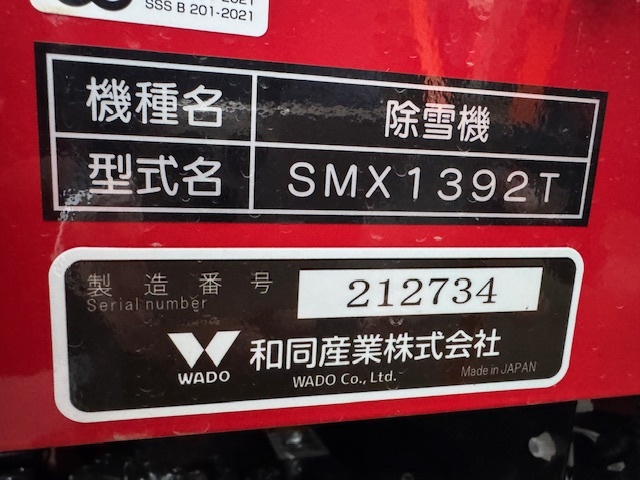 SSS B 201-2021
機種名 除雪機
型式名 SMX1392T
製造番号 212734
Serial number
WADO 和同産業株式会社
WADO Co., Ltd. Made in JAPAN